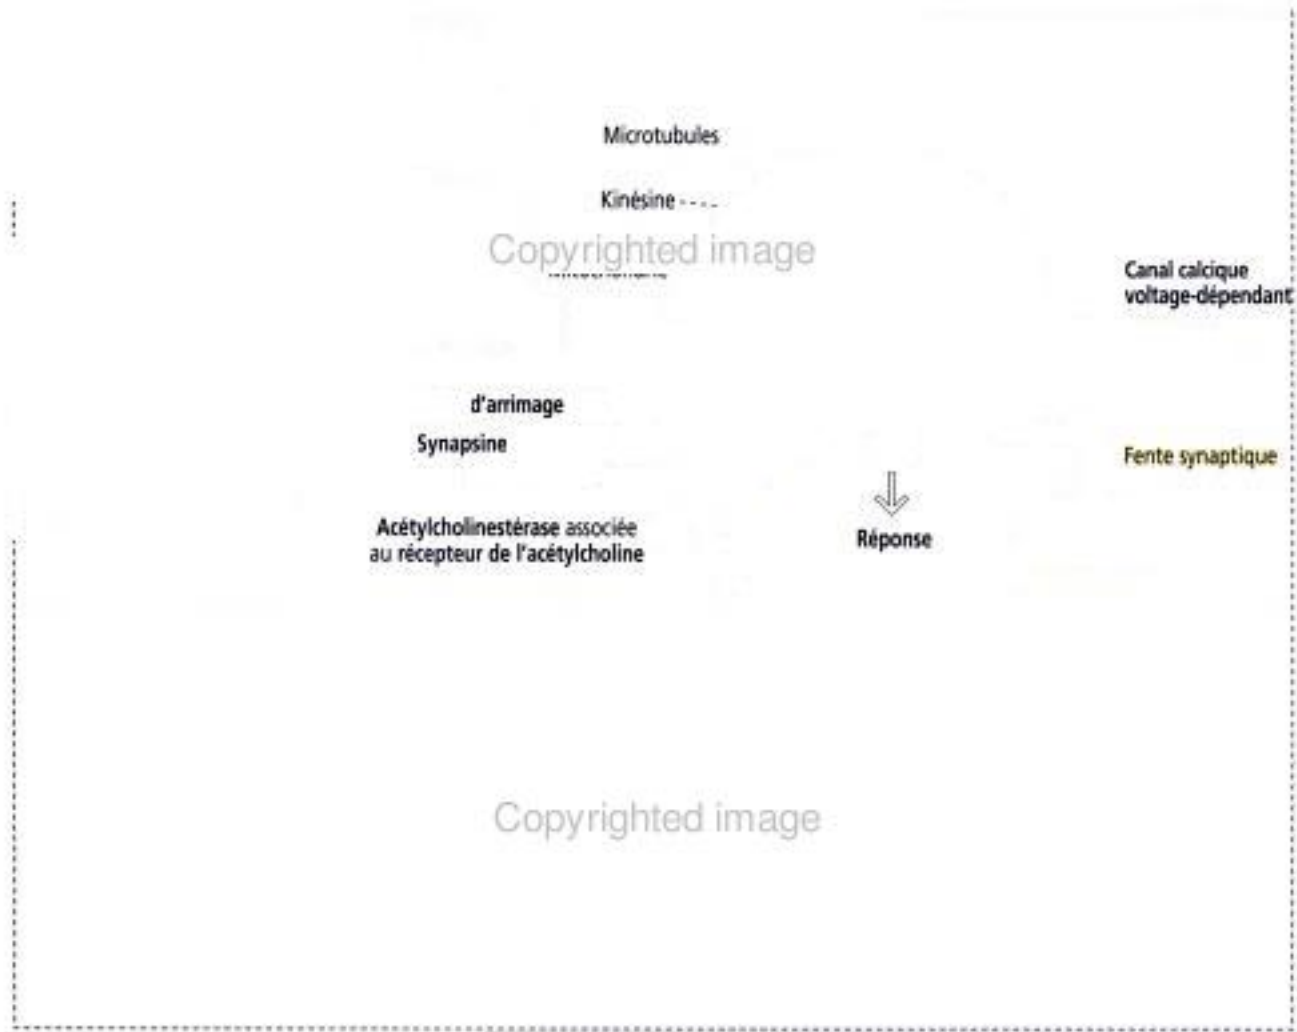 Microtubules
Kinésine ----
Copyrighted image
Canal calcique
voltage-dépendant
d'arrimage
Synapsine
Fente synaptique
Acétylcholinestérase associée
au récepteur de l'acétylcholine
Réponse
Copyrighted image